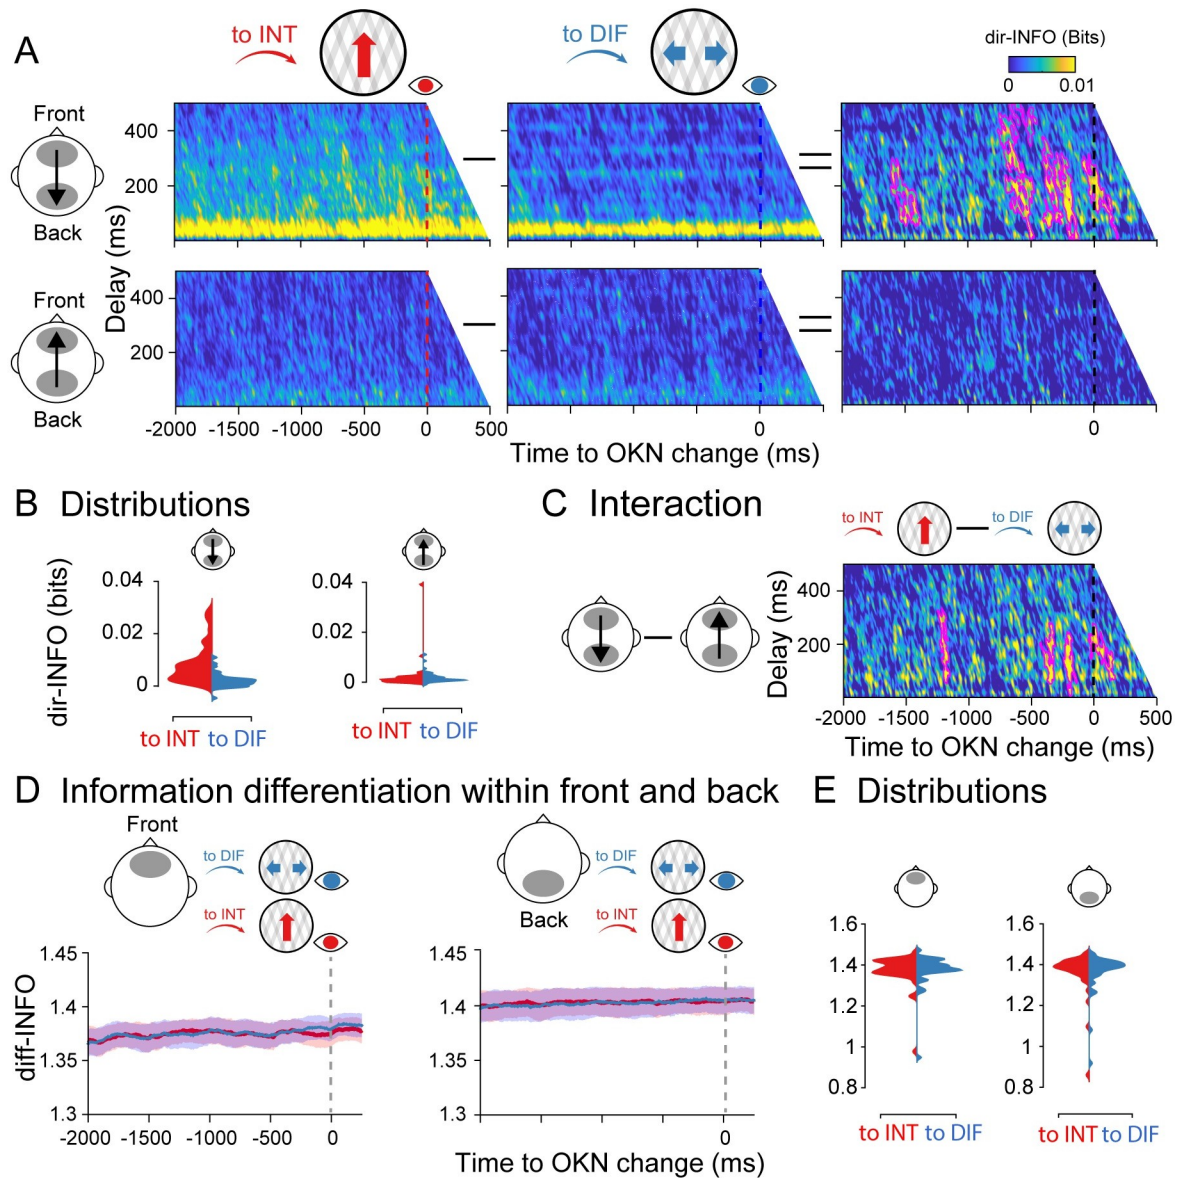 A
to INT
to DIF
dir-INFO (Bits)
0 0.01
Front
Back
400
200
Delay (ms)
Front
Back
400
200
-2000 -1500 -1000 -500 0 500
0
0
Time to OKN change (ms)
B Distributions
dir-INFO (bits)
0.04
0.02
0
0.04
0.02
0
to INT to DIF
to INT to DIF
C Interaction
to INT
to DIF
Delay (ms)
400
200
-2000 -1500 -1000 -500 0 500
Time to OKN change (ms)
D Information differentiation within front and back
Front
to DIF
to INT
Back
to DIF
to INT
diff-INFO
1.45
1.4
1.35
1.3
-2000 -1500 -1000 -500 0
1.45
1.4
1.35
1.3
0
Time to OKN change (ms)
E Distributions
1.6
1.4
1.2
1
0.8
1.6
1.4
1.2
1
0.8
to INT to DIF
to INT to DIF